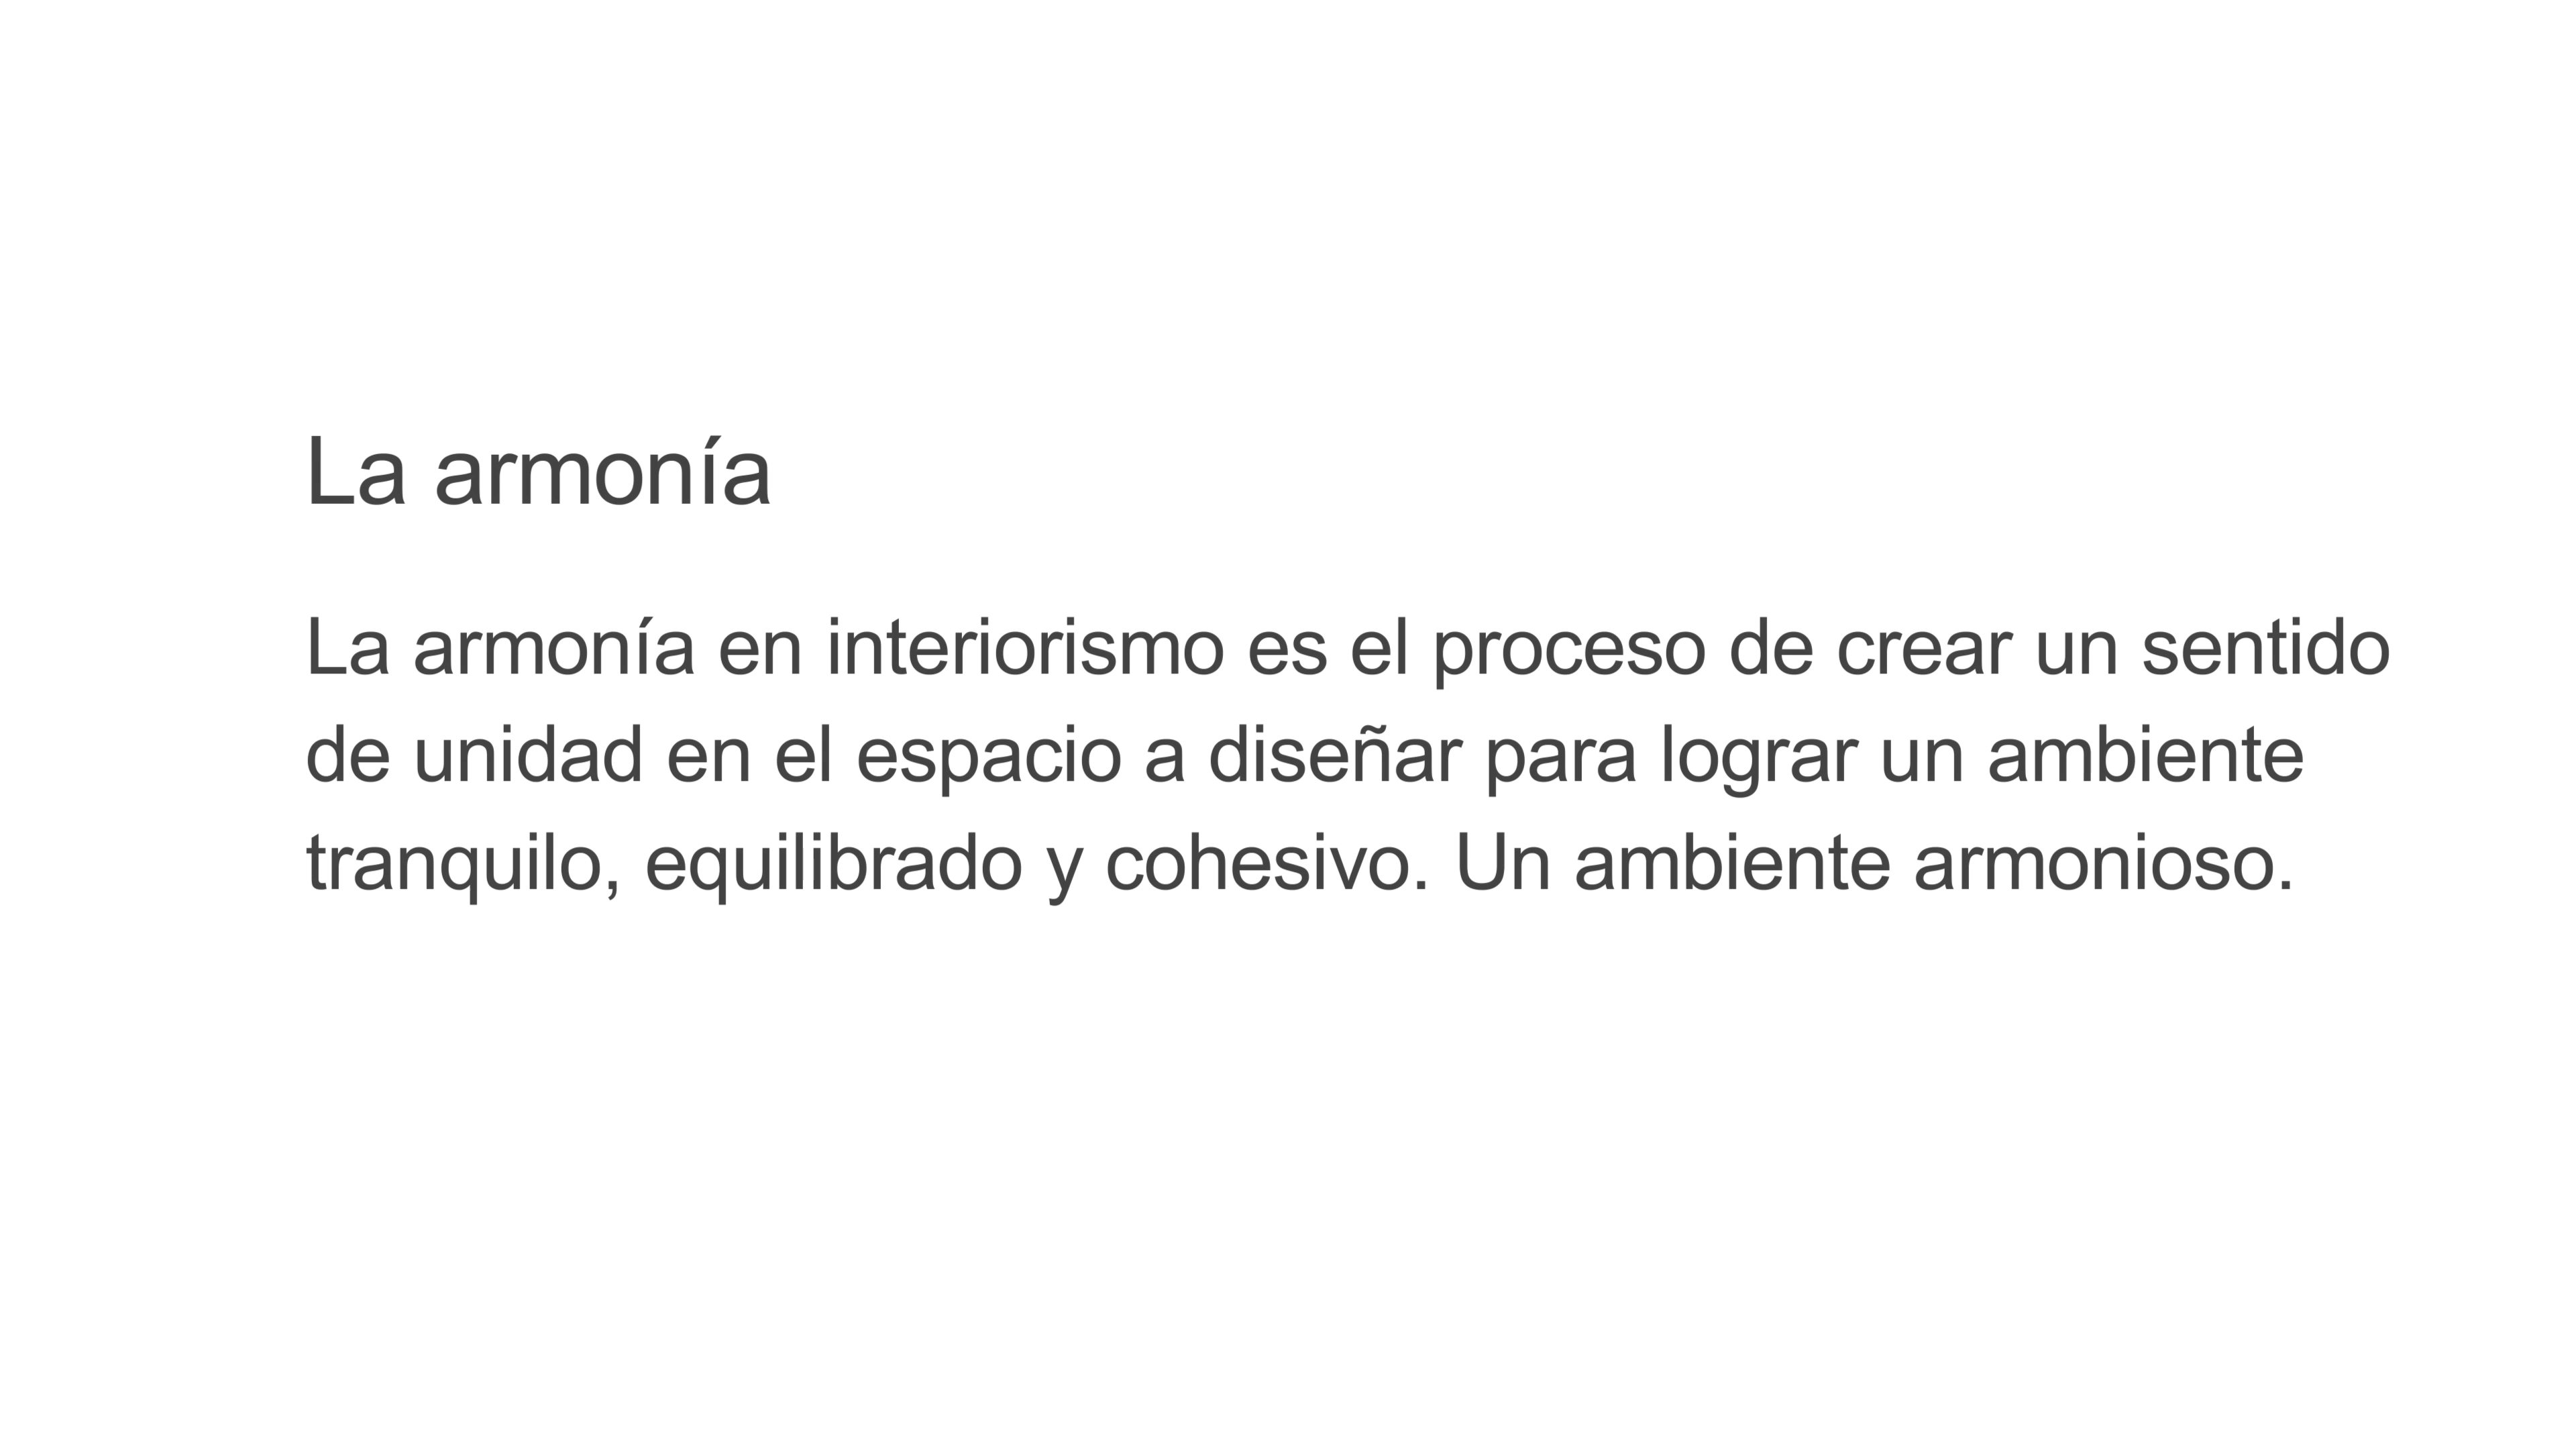 La armonía
La armonía en interiorismo es el proceso de crear un sentido
de unidad en el espacio a diseñar para lograr un ambiente
tranquilo, equilibrado y cohesivo. Un ambiente armonioso.